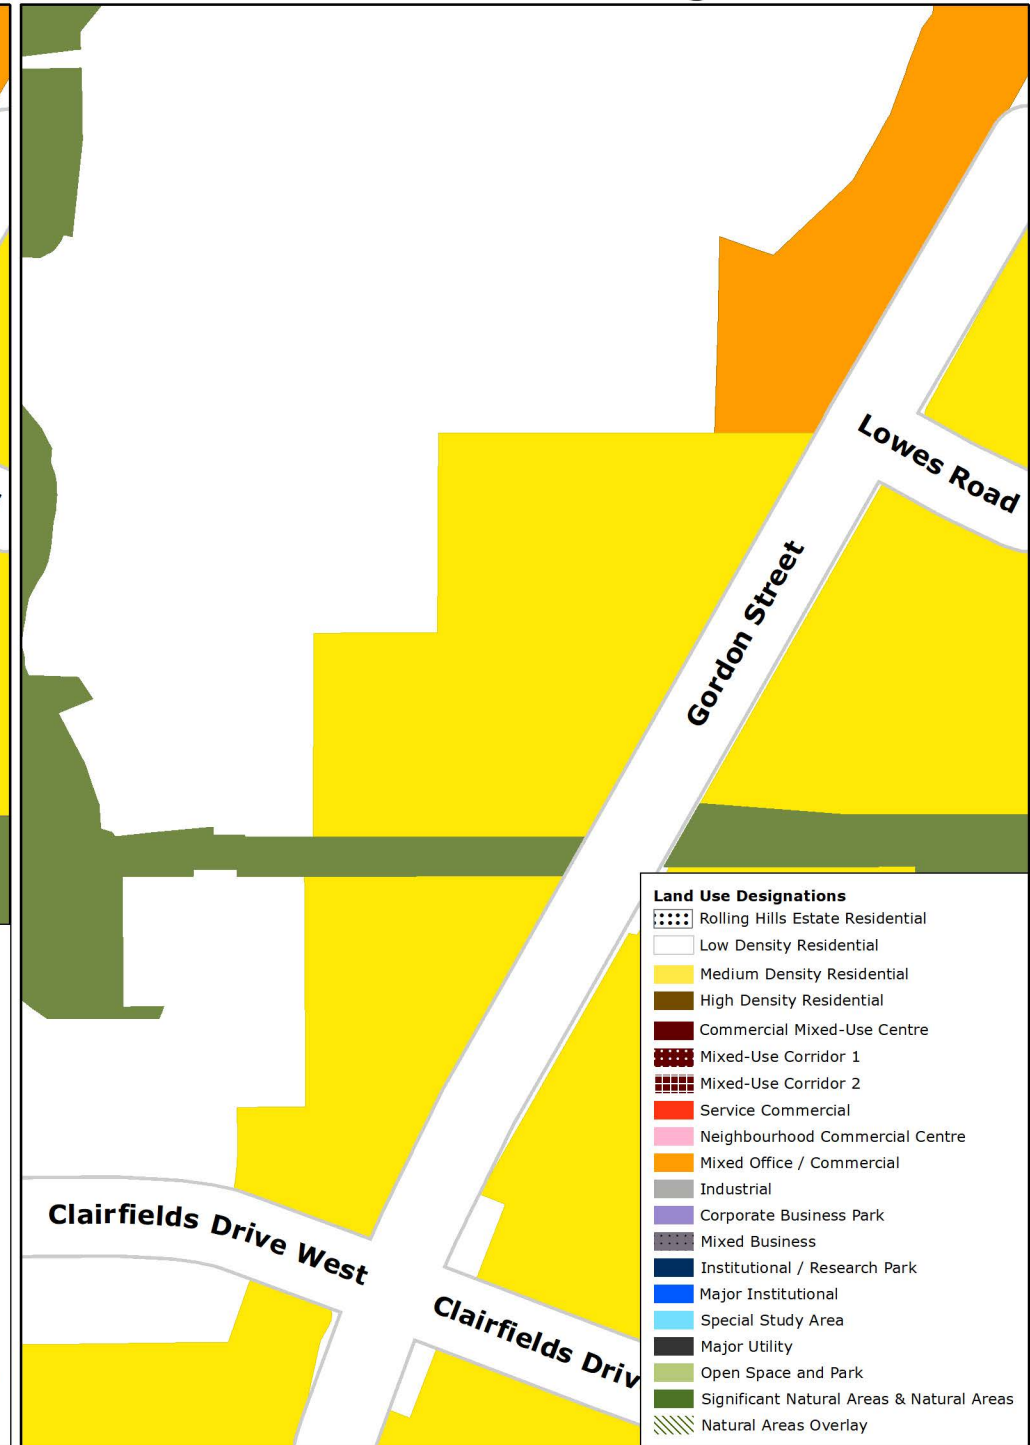 Lowes Road
Gordon Street
Clairfields Drive West
Clairfields Driv
Land Use Designations
Rolling Hills Estate Residential
Low Density Residential
Medium Density Residential
High Density Residential
Commercial Mixed-Use Centre
Mixed-Use Corridor 1
Mixed-Use Corridor 2
Service Commercial
Neighbourhood Commercial Centre
Mixed Office / Commercial
Industrial
Corporate Business Park
Mixed Business
Institutional / Research Park
Major Institutional
Special Study Area
Major Utility
Open Space and Park
Significant Natural Areas & Natural Areas
Natural Areas Overlay